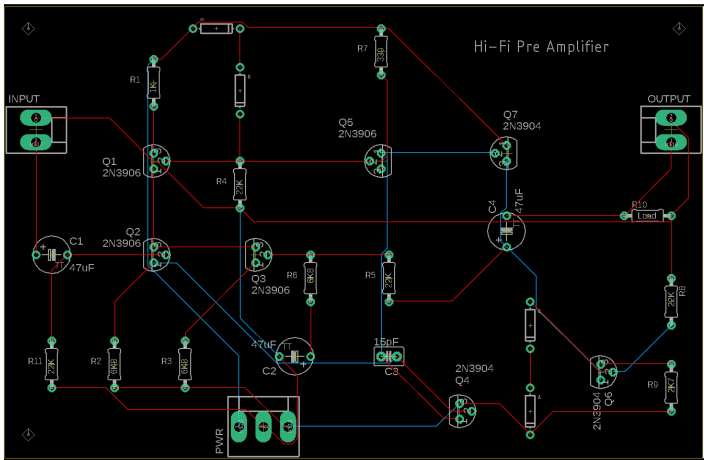 Hi-Fi Pre Amplifier
R7
330
R1
1K
INPUT
OUTPUT
Q5
2N3906
Q7
2N3904
Q1
2N3906
R4
22K
C4
47uF
R10
Load
Q2
2N3906
C1
47uF
Q3
2N3906
R6
6K8
R5
22K
R8
22K
47uF
C2
15pF
C3
R11
22K
R2
6K8
R3
6K8
2N3904
Q4
2N3904
Q6
R9
2K7
PWR